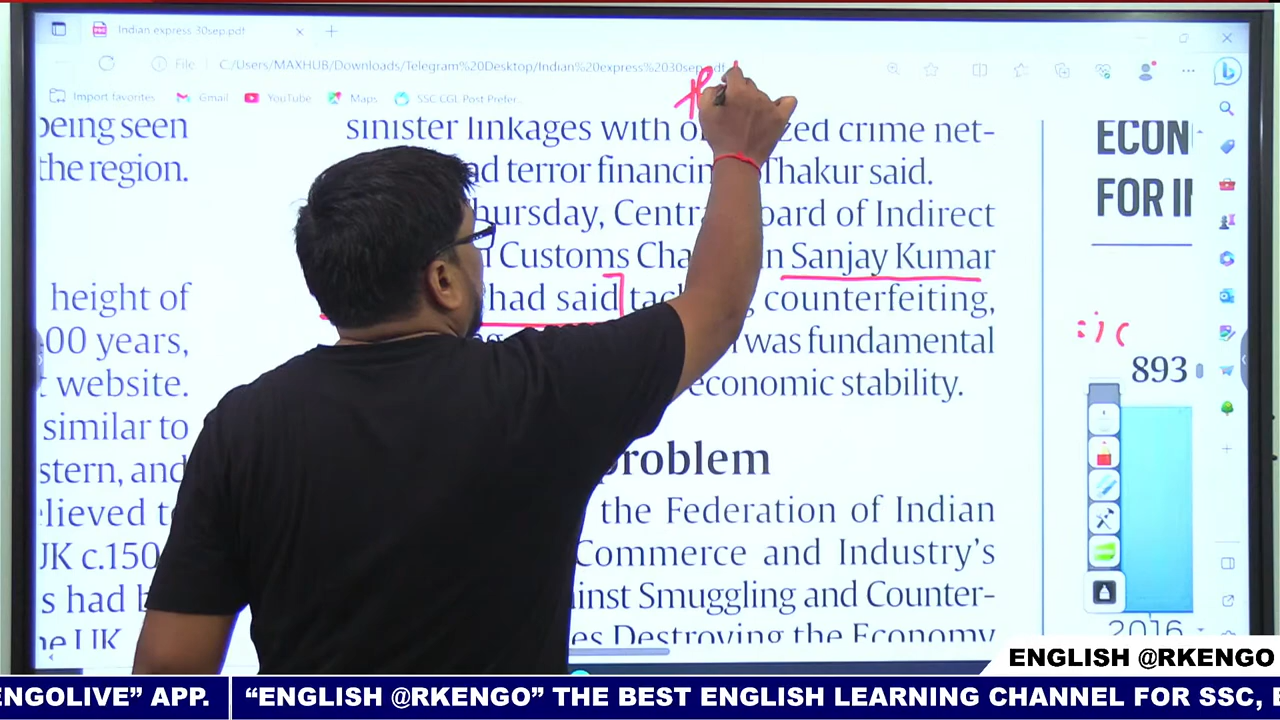 Indian express 30sep.pdf
File C:/Users/MAXHUB/Downloads/Telegram%20Desktop/Indian%20express%2030sep.pdf
Import favorites Gmail YouTube Maps SSC CGL Post Prefer...
being seen
the region.
height of
00 years,
website.
similar to
stern, and
elieved t
UK c.150
s had b
he UK
sinister linkages with o zed crime net-
ad terror financin Thakur said.
hursday, Centra oard of Indirect
Customs Cha n Sanjay Kumar
had said tac counterfeiting,
was fundamental
economic stability.
problem
the Federation of Indian
Commerce and Industry's
inst Smuggling and Counter-
es Destroying the Economy
ECON
FOR I
893
2016
ENGLISH @RKENGO
ENGOLIVE" APP. "ENGLISH @RKENGO" THE BEST ENGLISH LEARNING CHANNEL FOR SSC, E